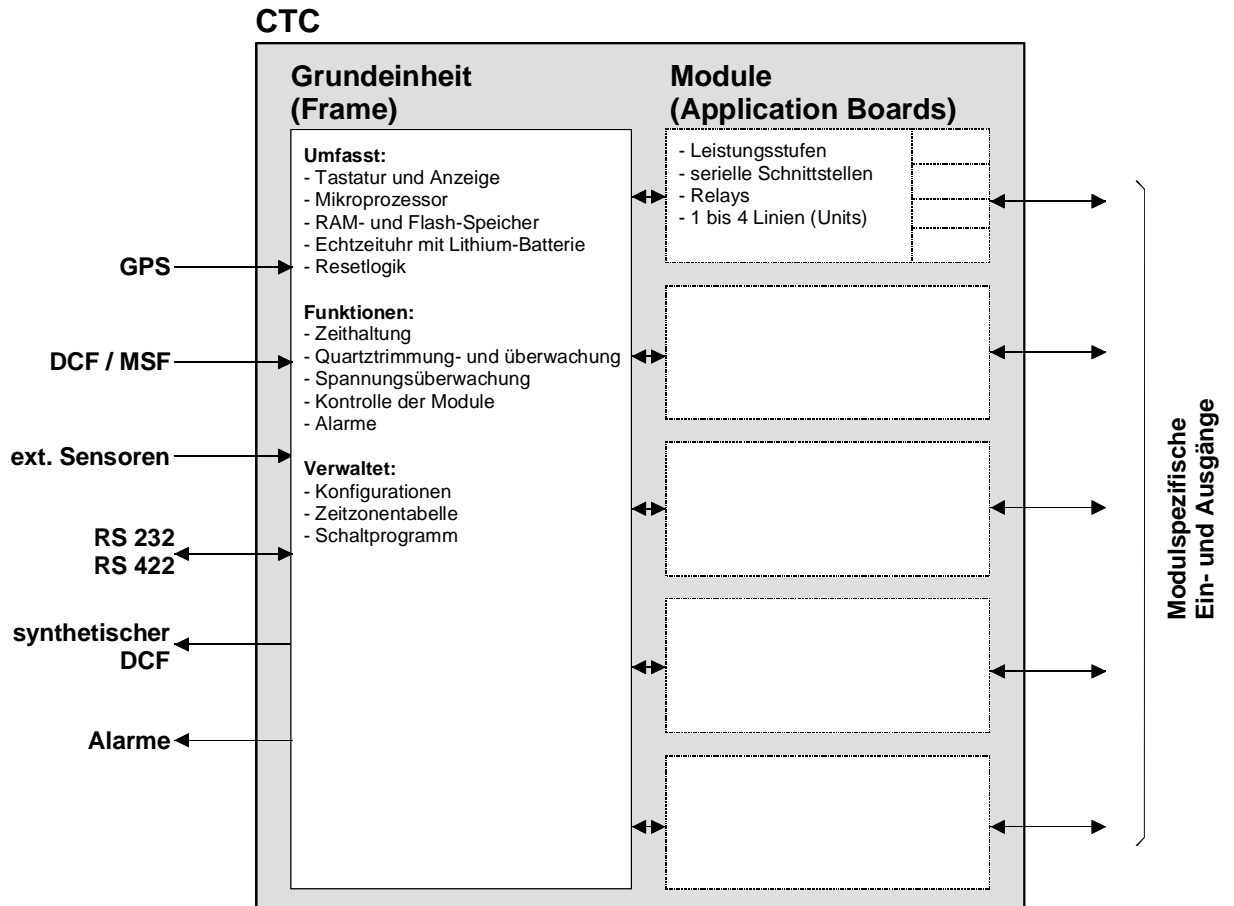 CTC
Grundeinheit
(Frame)
Umfasst:
- Tastatur und Anzeige
- Mikroprozessor
- RAM- und Flash-Speicher
- Echtzeituhr mit Lithium-Batterie
- Resetlogik
Funktionen:
- Zeithaltung
- Quartztrimmung- und überwachung
- Spannungsüberwachung
- Kontrolle der Module
- Alarme
Verwaltet:
- Konfigurationen
- Zeitzonentabelle
- Schaltprogramm
Module
(Application Boards)
- Leistungsstufen
- serielle Schnittstellen
- Relays
- 1 bis 4 Linien (Units)
GPS
DCF / MSF
ext. Sensoren
RS 232
RS 422
synthetischer
DCF
Alarme
Modulspezifische
Ein- und Ausgänge